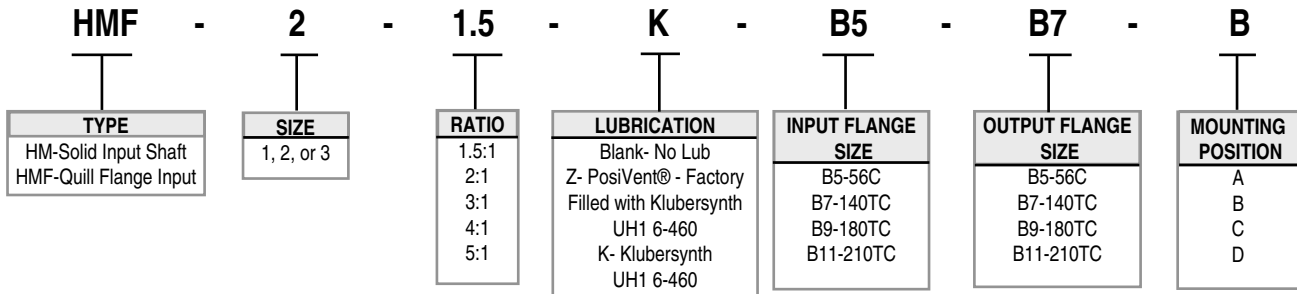 HMF - 2 - 1.5 - K - B5 - B7 - B
TYPE
HM-Solid Input Shaft
HMF-Quill Flange Input
SIZE
1, 2, or 3
RATIO
1.5:1
2:1
3:1
4:1
5:1
LUBRICATION
Blank- No Lub
Z- PosiVent® - Factory
Filled with Klubersynth
UH1 6-460
K- Klubersynth
UH1 6-460
INPUT FLANGE
SIZE
B5-56C
B7-140TC
B9-180TC
B11-210TC
OUTPUT FLANGE
SIZE
B5-56C
B7-140TC
B9-180TC
B11-210TC
MOUNTING
POSITION
A
B
C
D